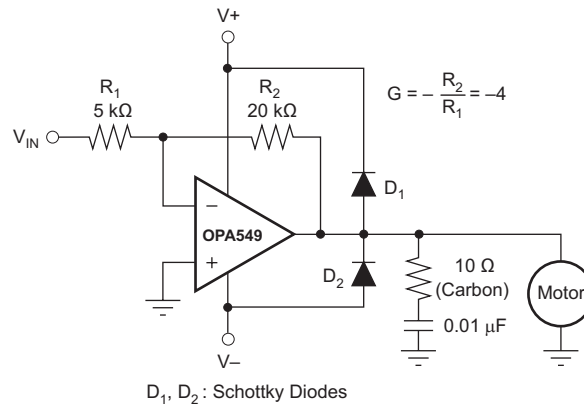 V+
R1
5 kΩ
R2
20 kΩ
G = – R2 / R1 = –4
VIN
–
OPA549
+
D1
D2
10 Ω
(Carbon)
0.01 µF
Motor
V–
D1, D2 : Schottky Diodes